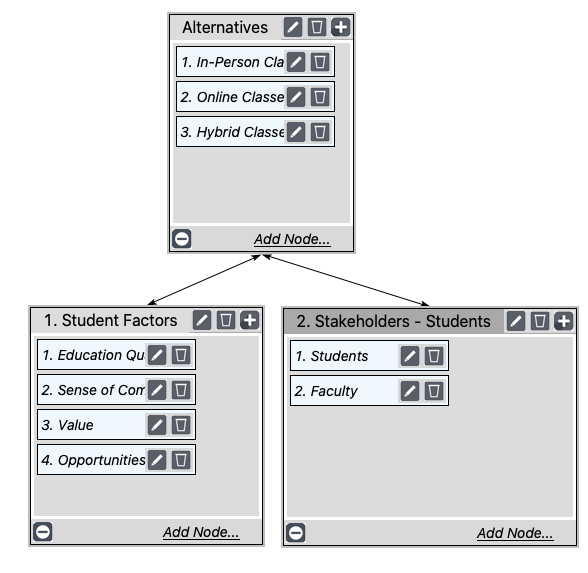 Alternatives
1. In-Person Cla
2. Online Classe
3. Hybrid Classe
Add Node...
1. Student Factors
1. Education Qu
2. Sense of Com
3. Value
4. Opportunities
Add Node...
2. Stakeholders - Students
1. Students
2. Faculty
Add Node...